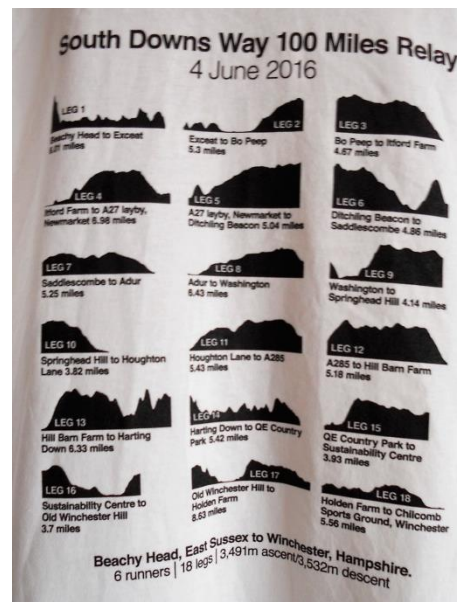 South Downs Way 100 Miles Relay
4 June 2016
LEG 1
Beachy Head to Exceat
miles
LEG 2
Exceat to Bo Peep
5.3 miles
LEG 3
Bo Peep to Itford Farm
4.67 miles
LEG 4
Itford Farm to A27 layby,
Newmarket 6.98 miles
LEG 5
A27 layby, Newmarket to
Ditchling Beacon 5.04 miles
LEG 6
Ditchling Beacon to
Saddlescombe 4.86 miles
LEG 7
Saddlescombe to Adur
5.25 miles
LEG 8
Adur to Washington
6.43 miles
LEG 9
Washington to
Springhead Hill 4.14 miles
LEG 10
Springhead Hill to Houghton
Lane 3.82 miles
LEG 11
Houghton Lane to A285
5.43 miles
LEG 12
A285 to Hill Barn Farm
5.18 miles
LEG 13
Hill Barn Farm to Harting
Down 6.33 miles
LEG 14
Harting Down to QE Country
Park 5.42 miles
LEG 15
QE Country Park to
Sustainability Centre
3.93 miles
LEG 16
Sustainability Centre to
Old Winchester Hill
3.7 miles
LEG 17
Old Winchester Hill to
Holden Farm
8.63 miles
LEG 18
Holden Farm to Chilcomb
Sports Ground, Winchester
5.56 miles
Beachy Head, East Sussex to Winchester, Hampshire.
6 runners | 18 legs | 3,491m ascent/3,532m descent